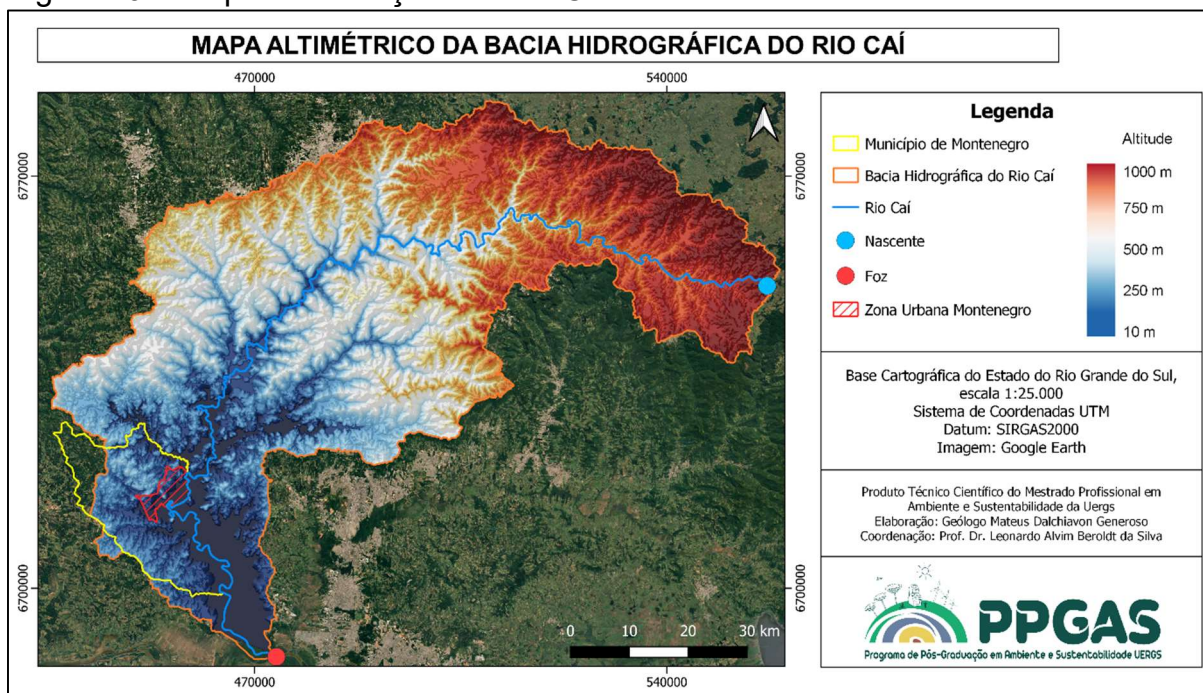 MAPA ALTIMÉTRICO DA BACIA HIDROGRÁFICA DO RIO CAÍ
470000
540000
6770000
6770000
6700000
6700000
0 10 20 30 km
470000
540000
Legenda
Município de Montenegro
Bacia Hidrográfica do Rio Caí
Rio Caí
Nascente
Foz
Zona Urbana Montenegro
Altitude
1000 m
750 m
500 m
250 m
10 m
Base Cartográfica do Estado do Rio Grande do Sul,
escala 1:25.000
Sistema de Coordenadas UTM
Datum: SIRGAS2000
Imagem: Google Earth
Produto Técnico Científico do Mestrado Profissional em
Ambiente e Sustentabilidade da Uergs
Elaboração: Geólogo Mateus Dalchiavon Generoso
Coordenação: Prof. Dr. Leonardo Alvim Beroldt da Silva
PPGAS
Programa de Pós-Graduação em Ambiente e Sustentabilidade UERGS